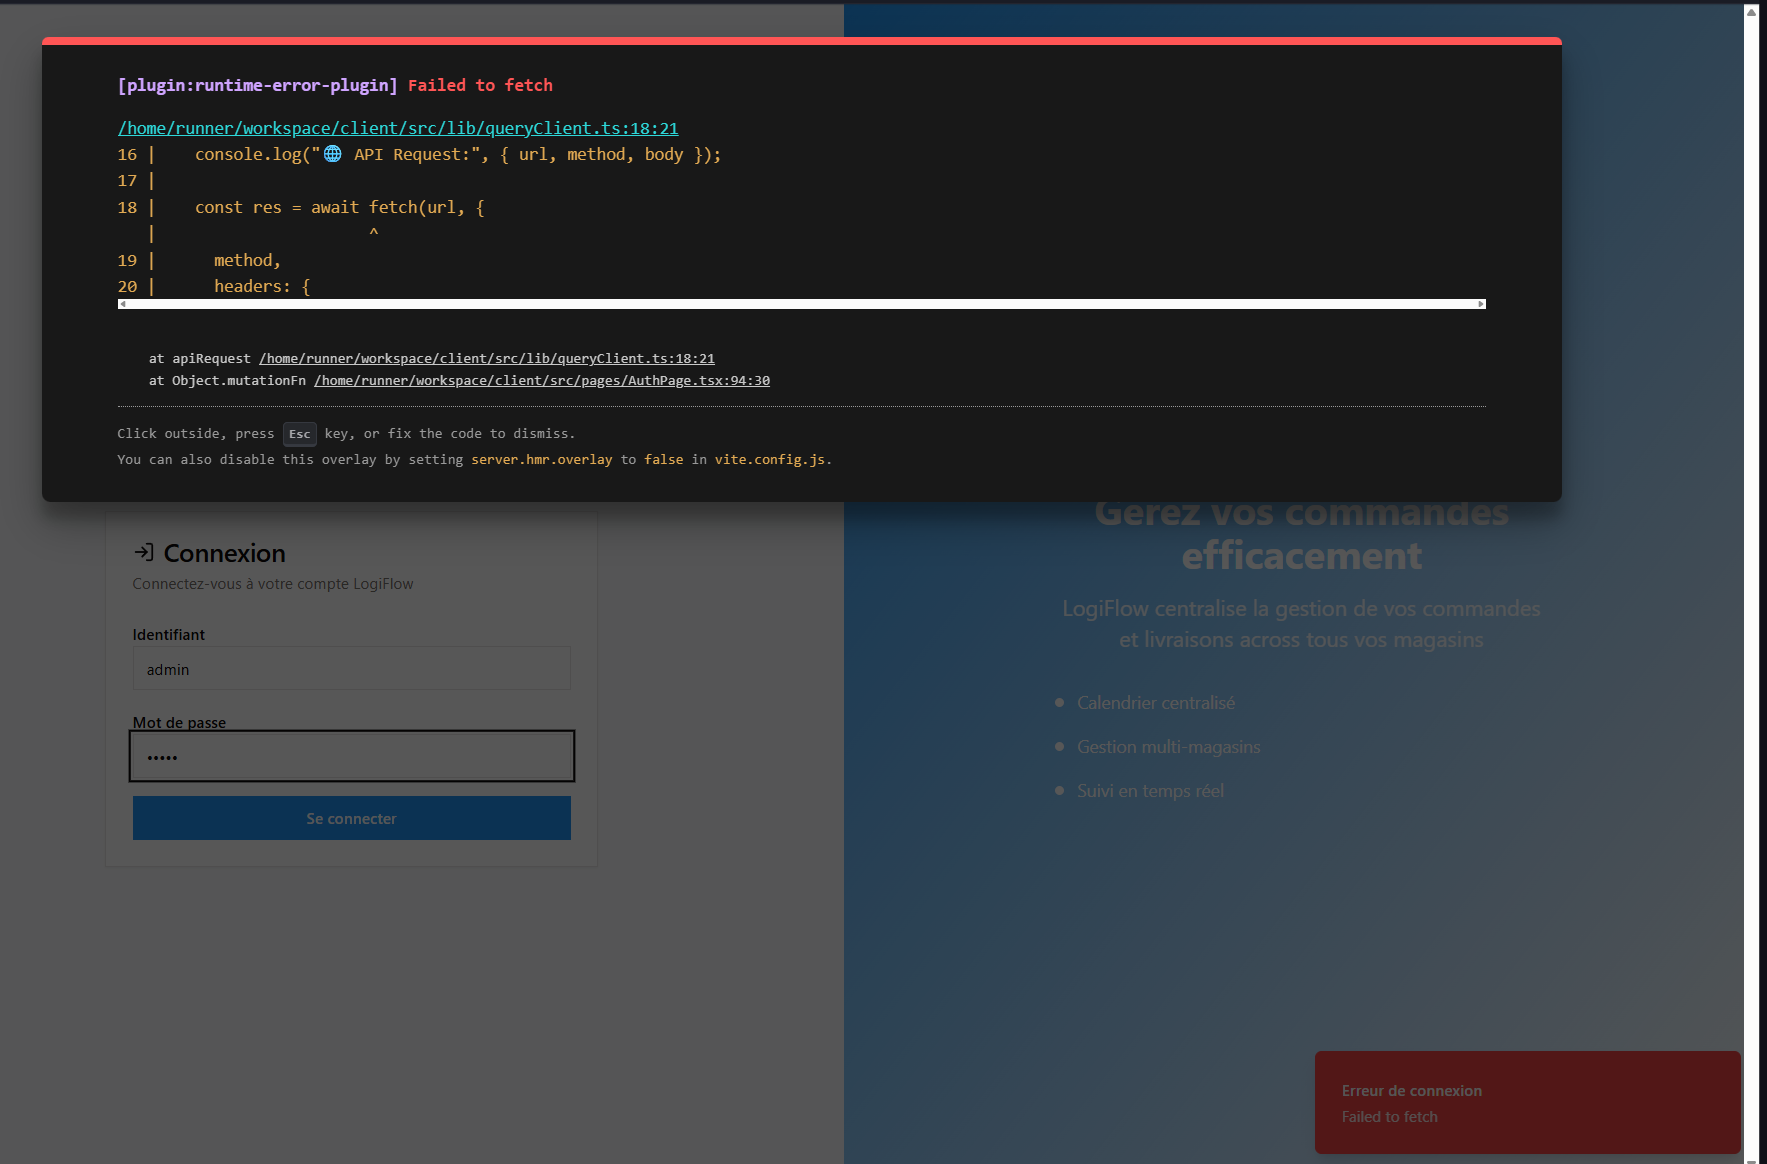 [plugin:runtime-error-plugin] Failed to fetch
/home/runner/workspace/client/src/lib/queryClient.ts:18:21
16 |    console.log("🌐 API Request:", { url, method, body });
17 |
18 |    const res = await fetch(url, {
   |                      ^
19 |      method,
20 |      headers: {
at apiRequest /home/runner/workspace/client/src/lib/queryClient.ts:18:21
at Object.mutationFn /home/runner/workspace/client/src/pages/AuthPage.tsx:94:30
Click outside, press Esc key, or fix the code to dismiss.
You can also disable this overlay by setting server.hmr.overlay to false in vite.config.js.
Connexion
Connectez-vous à votre compte LogiFlow
Identifiant
admin
Mot de passe
•••••
Se connecter
Gérez vos commandes
efficacement
LogiFlow centralise la gestion de vos commandes
et livraisons across tous vos magasins
Calendrier centralisé
Gestion multi-magasins
Suivi en temps réel
Erreur de connexion
Failed to fetch